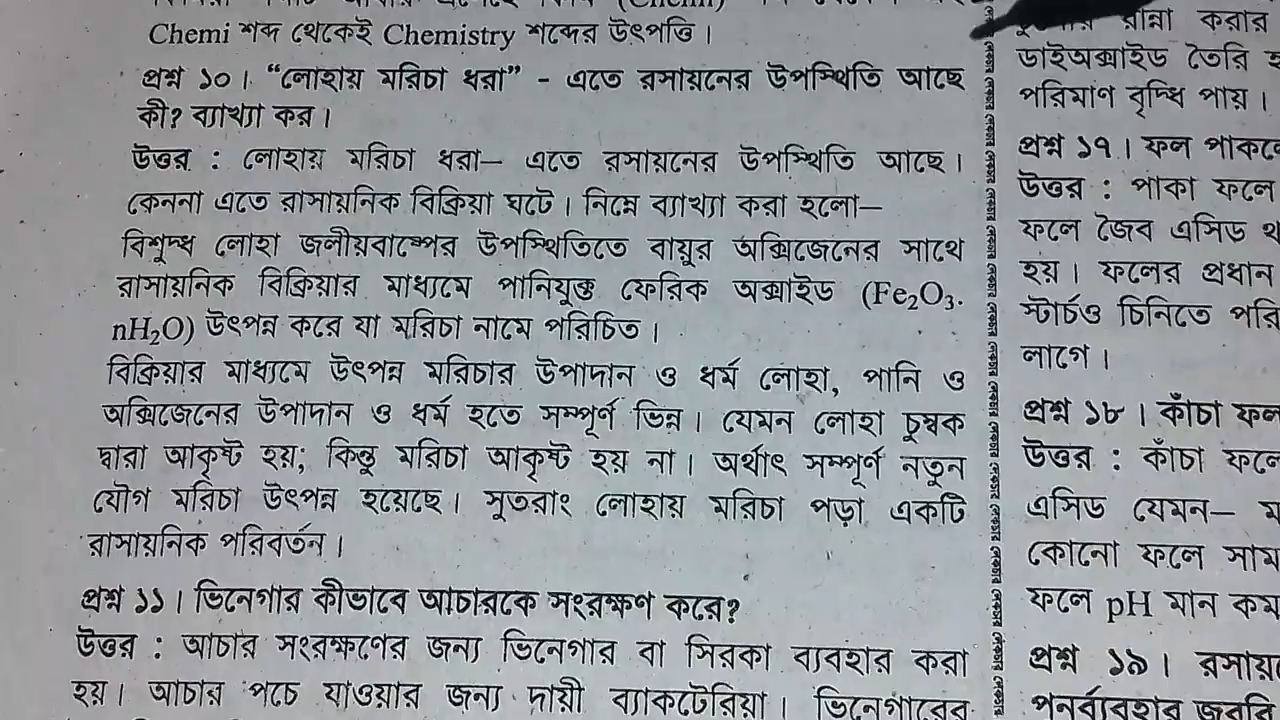 Chemi শব্দ থেকেই Chemistry শব্দের উৎপত্তি।
প্রশ্ন ১০। “লোহায় মরিচা ধরা” - এতে রসায়নের উপস্থিতি আছে
কী? ব্যাখ্যা কর।
উত্তর : লোহায় মরিচা ধরা— এতে রসায়নের উপস্থিতি আছে।
কেননা এতে রাসায়নিক বিক্রিয়া ঘটে। নিম্নে ব্যাখ্যা করা হলো—
বিশুদ্ধ লোহা জলীয়বাষ্পের উপস্থিতিতে বায়ুর অক্সিজেনের সাথে
রাসায়নিক বিক্রিয়ার মাধ্যমে পানিযুক্ত ফেরিক অক্সাইড (Fe₂O₃.
nH₂O) উৎপন্ন করে যা মরিচা নামে পরিচিত।
বিক্রিয়ার মাধ্যমে উৎপন্ন মরিচার উপাদান ও ধর্ম লোহা, পানি ও
অক্সিজেনের উপাদান ও ধর্ম হতে সম্পূর্ণ ভিন্ন। যেমন লোহা চুম্বক
দ্বারা আকৃষ্ট হয়; কিন্তু মরিচা আকৃষ্ট হয় না। অর্থাৎ সম্পূর্ণ নতুন
যৌগ মরিচা উৎপন্ন হয়েছে। সুতরাং লোহায় মরিচা পড়া একটি
রাসায়নিক পরিবর্তন।
প্রশ্ন ১১। ভিনেগার কীভাবে আচারকে সংরক্ষণ করে?
উত্তর : আচার সংরক্ষণের জন্য ভিনেগার বা সিরকা ব্যবহার করা
হয়। আচার পচে যাওয়ার জন্য দায়ী ব্যাকটেরিয়া। ভিনেগারের
রান্না করার
ডাইঅক্সাইড তৈরি
পরিমাণ বৃদ্ধি পায়।
প্রশ্ন ১৭। ফল
উত্তর : পাকা ফলে
ফলে জৈব এসিড
হয়। ফলের প্রধান
স্টার্চও চিনিতে
লাগে।
প্রশ্ন ১৮। কাঁচা
উত্তর : কাঁচা ফলে
এসিড যেমন—
কোনো ফলে
ফলে pH মান
প্রশ্ন ১৯।